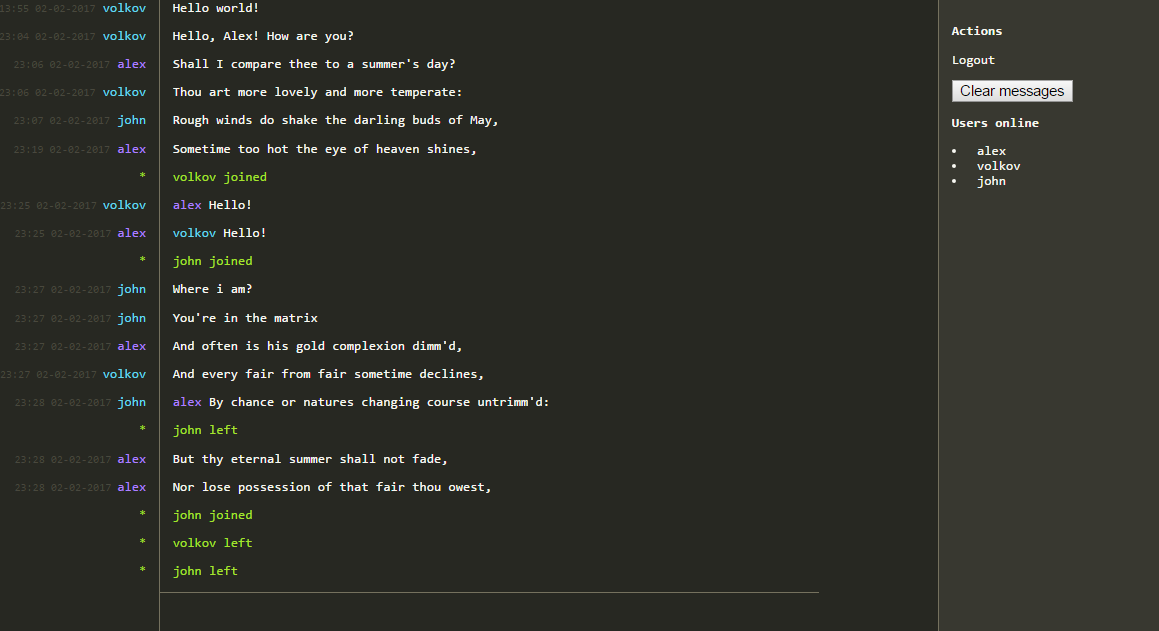 13:55 02-02-2017 volkov Hello world!
23:04 02-02-2017 volkov Hello, Alex! How are you?
23:06 02-02-2017 alex Shall I compare thee to a summer's day?
23:06 02-02-2017 volkov Thou art more lovely and more temperate:
23:07 02-02-2017 john Rough winds do shake the darling buds of May,
23:19 02-02-2017 alex Sometime too hot the eye of heaven shines,
* volkov joined
23:25 02-02-2017 volkov alex Hello!
23:25 02-02-2017 alex volkov Hello!
* john joined
23:27 02-02-2017 john Where i am?
23:27 02-02-2017 john You're in the matrix
23:27 02-02-2017 alex And often is his gold complexion dimm'd,
23:27 02-02-2017 volkov And every fair from fair sometime declines,
23:28 02-02-2017 john alex By chance or natures changing course untrimm'd:
* john left
23:28 02-02-2017 alex But thy eternal summer shall not fade,
23:28 02-02-2017 alex Nor lose possession of that fair thou owest,
* john joined
* volkov left
* john left
Actions
Logout
Clear messages
Users online
• alex
• volkov
• john